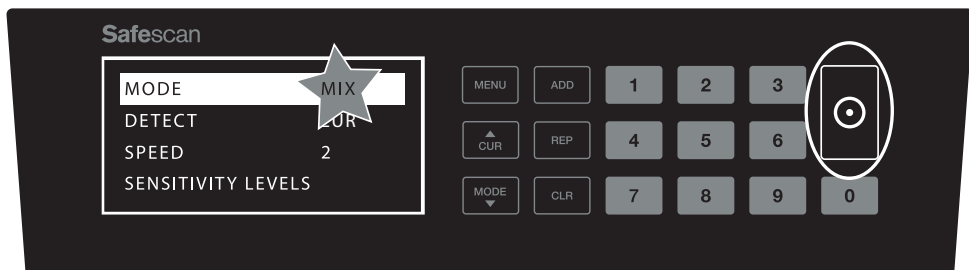 Safescan
MODE MIX
DETECT EUR
SPEED 2
SENSITIVITY LEVELS
MENU ADD 1 2 3
CUR REP 4 5 6
MODE CLR 7 8 9 0